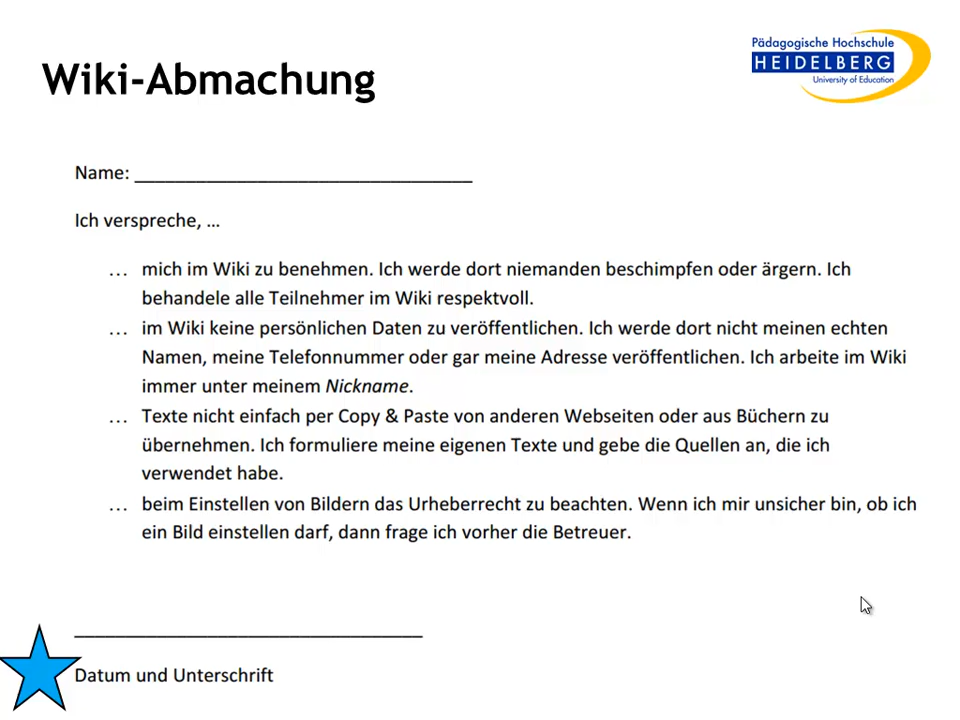 Pädagogische Hochschule
HEIDELBERG
University of Education
Wiki-Abmachung
Name: ___________________________________
Ich verspreche, …
… mich im Wiki zu benehmen. Ich werde dort niemanden beschimpfen oder ärgern. Ich
behandele alle Teilnehmer im Wiki respektvoll.
… im Wiki keine persönlichen Daten zu veröffentlichen. Ich werde dort nicht meinen echten
Namen, meine Telefonnummer oder gar meine Adresse veröffentlichen. Ich arbeite im Wiki
immer unter meinem Nickname.
… Texte nicht einfach per Copy & Paste von anderen Webseiten oder aus Büchern zu
übernehmen. Ich formuliere meine eigenen Texte und gebe die Quellen an, die ich
verwendet habe.
… beim Einstellen von Bildern das Urheberrecht zu beachten. Wenn ich mir unsicher bin, ob ich
ein Bild einstellen darf, dann frage ich vorher die Betreuer.
____________________________________
Datum und Unterschrift